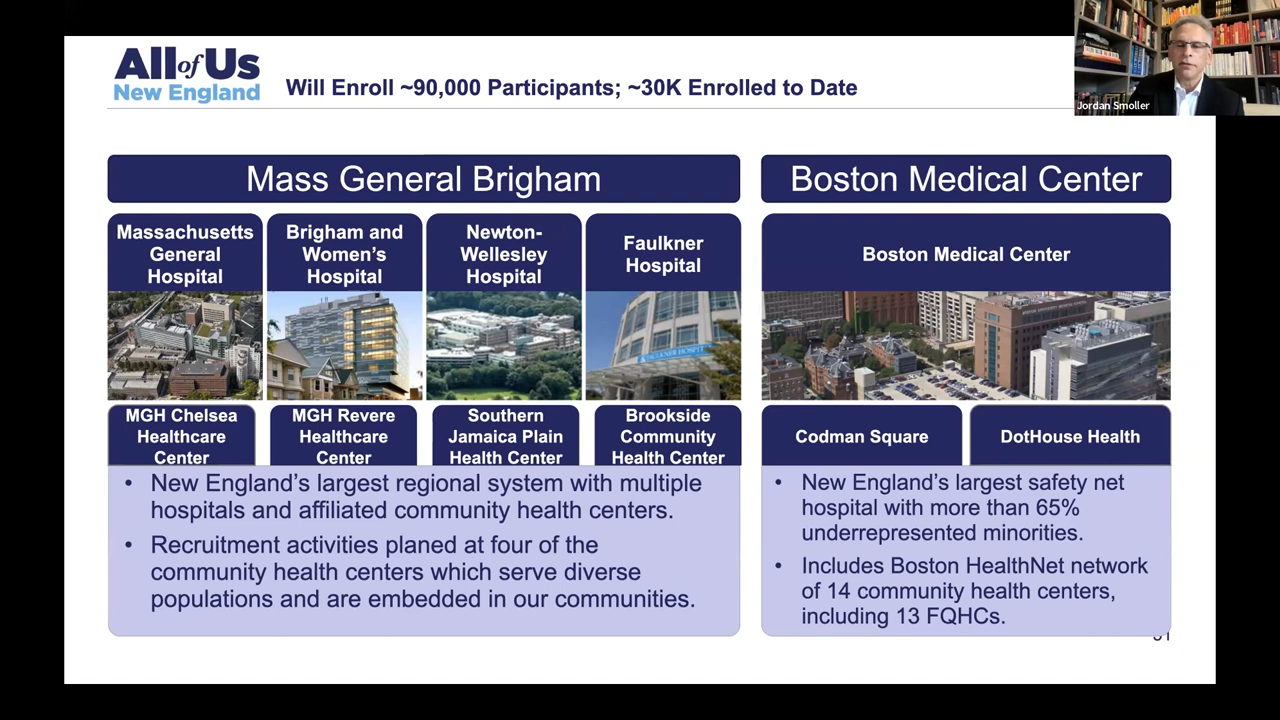 All of Us
New England
Will Enroll ~90,000 Participants; ~30K Enrolled to Date
Jordan Smoller
Mass General Brigham
Massachusetts
General
Hospital
Brigham and
Women's
Hospital
Newton-
Wellesley
Hospital
Faulkner
Hospital
FAULKNER HOSPIT
MGH Chelsea
Healthcare
Center
MGH Revere
Healthcare
Center
Southern
Jamaica Plain
Health Center
Brookside
Community
Health Center
• New England's largest regional system with multiple
hospitals and affiliated community health centers.
• Recruitment activities planed at four of the
community health centers which serve diverse
populations and are embedded in our communities.
Boston Medical Center
Boston Medical Center
Codman Square
DotHouse Health
• New England's largest safety net
hospital with more than 65%
underrepresented minorities.
• Includes Boston HealthNet network
of 14 community health centers,
including 13 FQHCs.